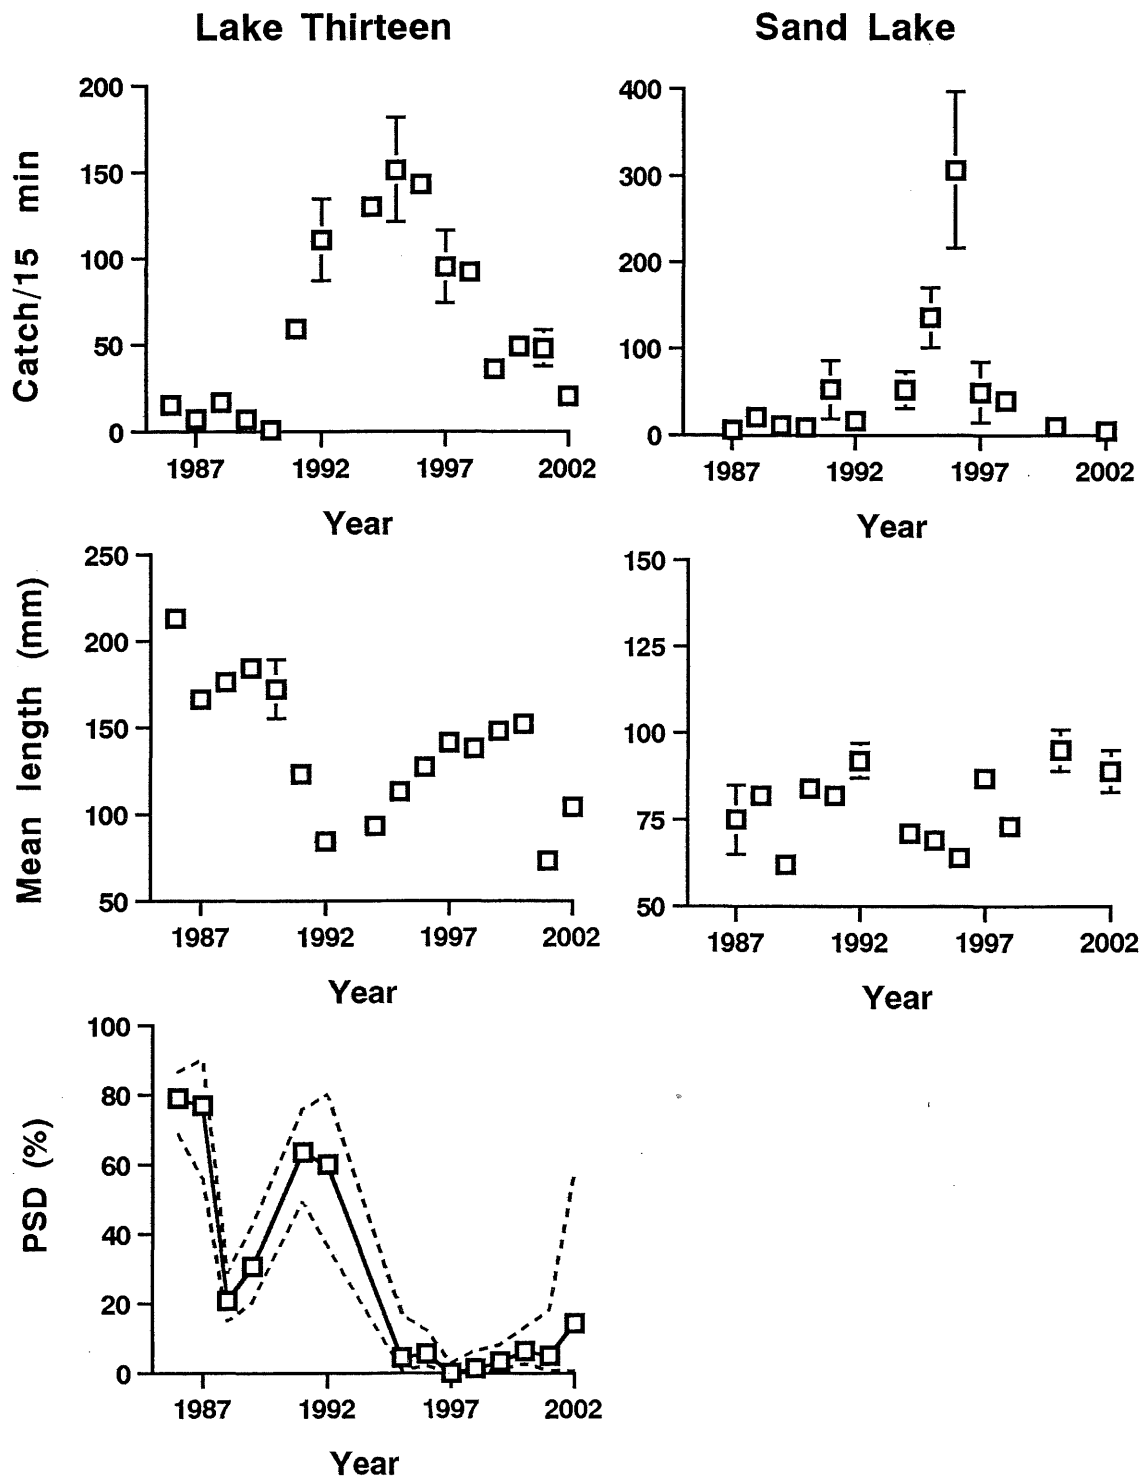 Lake Thirteen
Sand Lake
Catch/15 min
200
150
100
50
0
1987 1992 1997 2002
Year
400
300
200
100
0
1987 1992 1997 2002
Year
Mean length (mm)
250
200
150
100
50
1987 1992 1997 2002
Year
150
125
100
75
50
1987 1992 1997 2002
Year
PSD (%)
100
80
60
40
20
0
1987 1992 1997 2002
Year